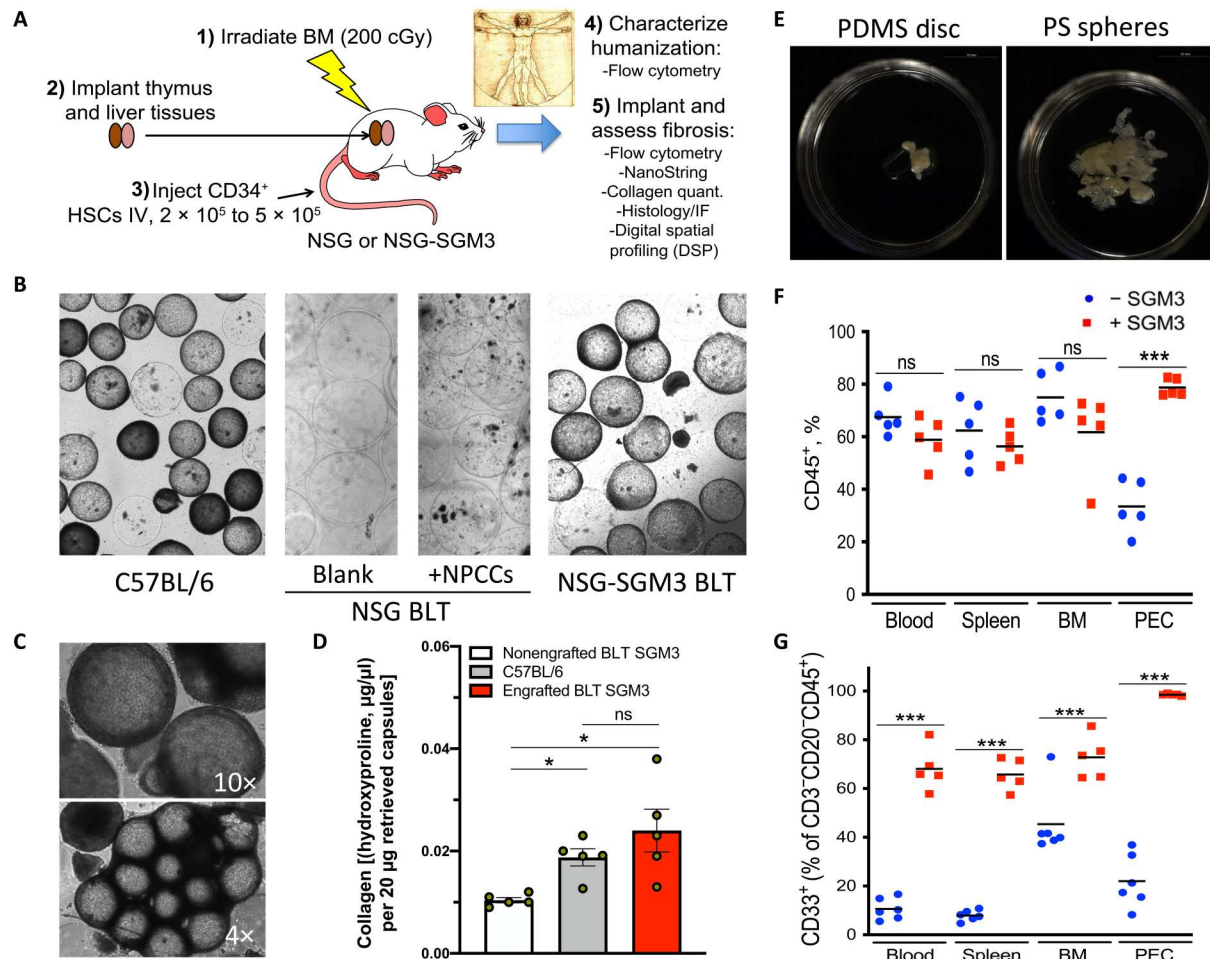 A
1) Irradiate BM (200 cGy)
2) Implant thymus
and liver tissues
3) Inject CD34⁺
HSCs IV, 2 × 10⁵ to 5 × 10⁵
NSG or NSG-SGM3
4) Characterize
humanization:
-Flow cytometry
5) Implant and
assess fibrosis:
-Flow cytometry
-NanoString
-Collagen quant.
-Histology/IF
-Digital spatial
profiling (DSP)
B
C57BL/6
Blank
+NPCCs
NSG BLT
NSG-SGM3 BLT
C
10×
4×
D
Collagen [(hydroxyproline, µg/µl)
per 20 µg retrieved capsules]
0.06
0.04
0.02
0.00
Nonengrafted BLT SGM3
C57BL/6
Engrafted BLT SGM3
ns
*
*
E
PDMS disc
PS spheres
F
− SGM3
+ SGM3
CD45⁺, %
100
80
60
40
20
0
ns
ns
ns
***
Blood
Spleen
BM
PEC
G
CD33⁺ (% of CD3⁻CD20⁻CD45⁺)
100
80
60
40
20
0
***
***
***
***
Blood
Spleen
BM
PEC